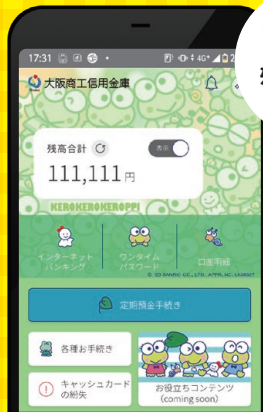 17:31
4G+
大阪商工信用金庫
残高合計
表示
111,111円
KEROKEROKEROPPI
インターネット
バンキング
ワンタイム
パスワード
口座明細
定期預金手続き
各種お手続き
キャッシュカード
の紛失
お役立ちコンテンツ
(coming soon)